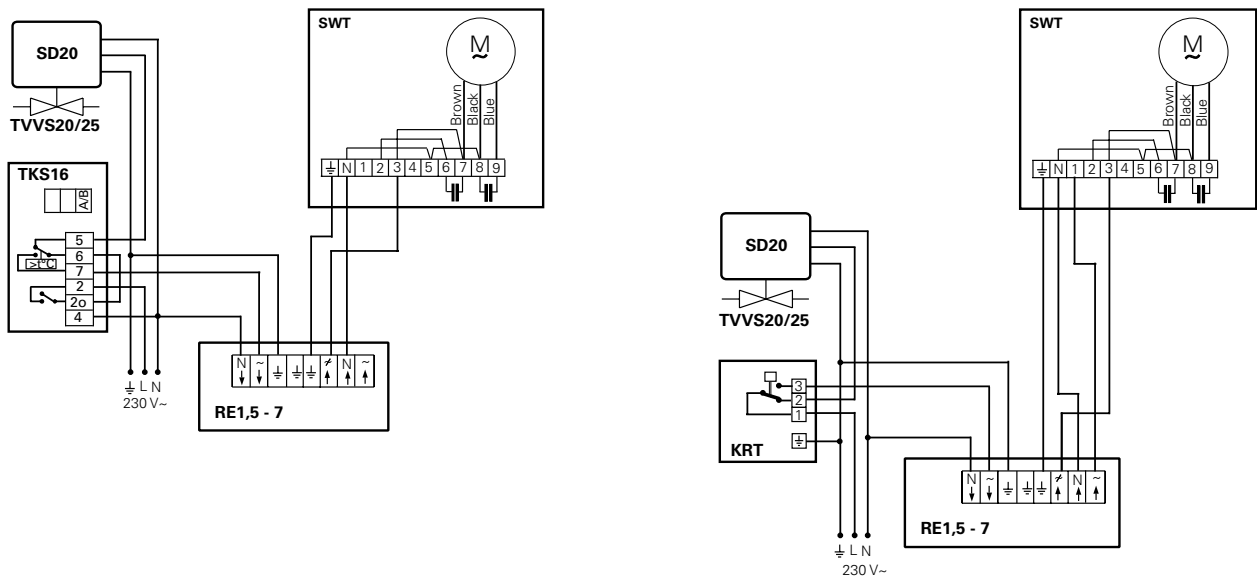 SWT
M
~
SD20
TVVS20/25
Brown
Black
Blue
⏚ N 1 2 3 4 5 6 7 8 9
TKS16
A/B
5
6
>t°C
7
2
2o
4
N ~ ⏚ ⏚ ⏚ ≁ N ~
↓ ↓ ↑ ↑ ↑
⏚ L N
230 V~
RE1,5 - 7
SWT
M
~
Brown
Black
Blue
⏚ N 1 2 3 4 5 6 7 8 9
SD20
TVVS20/25
3
2
1
⏚
KRT
N ~ ⏚ ⏚ ⏚ ≁ N ~
↓ ↓ ↑ ↑ ↑
RE1,5 - 7
⏚ L N
230 V~